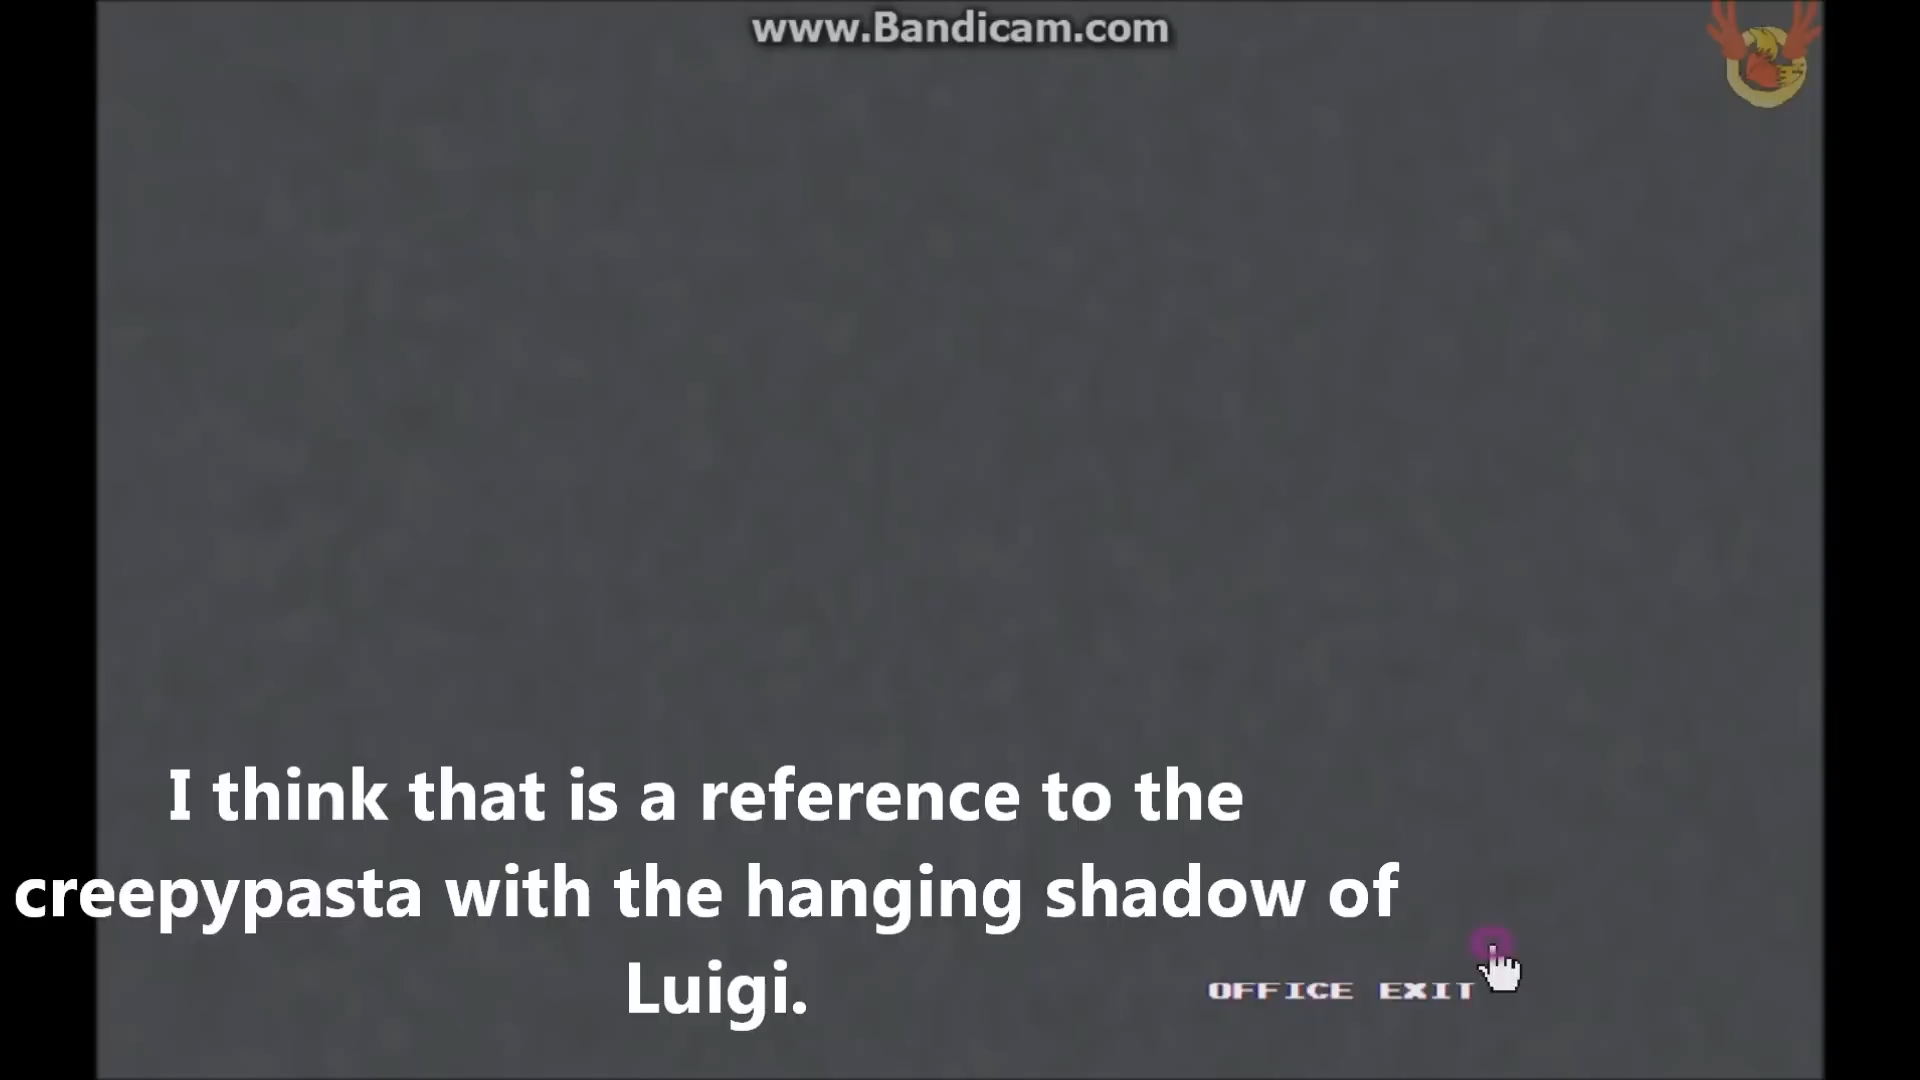 www.Bandicam.com
I think that is a reference to the
creepypasta with the hanging shadow of
Luigi.
OFFICE EXIT